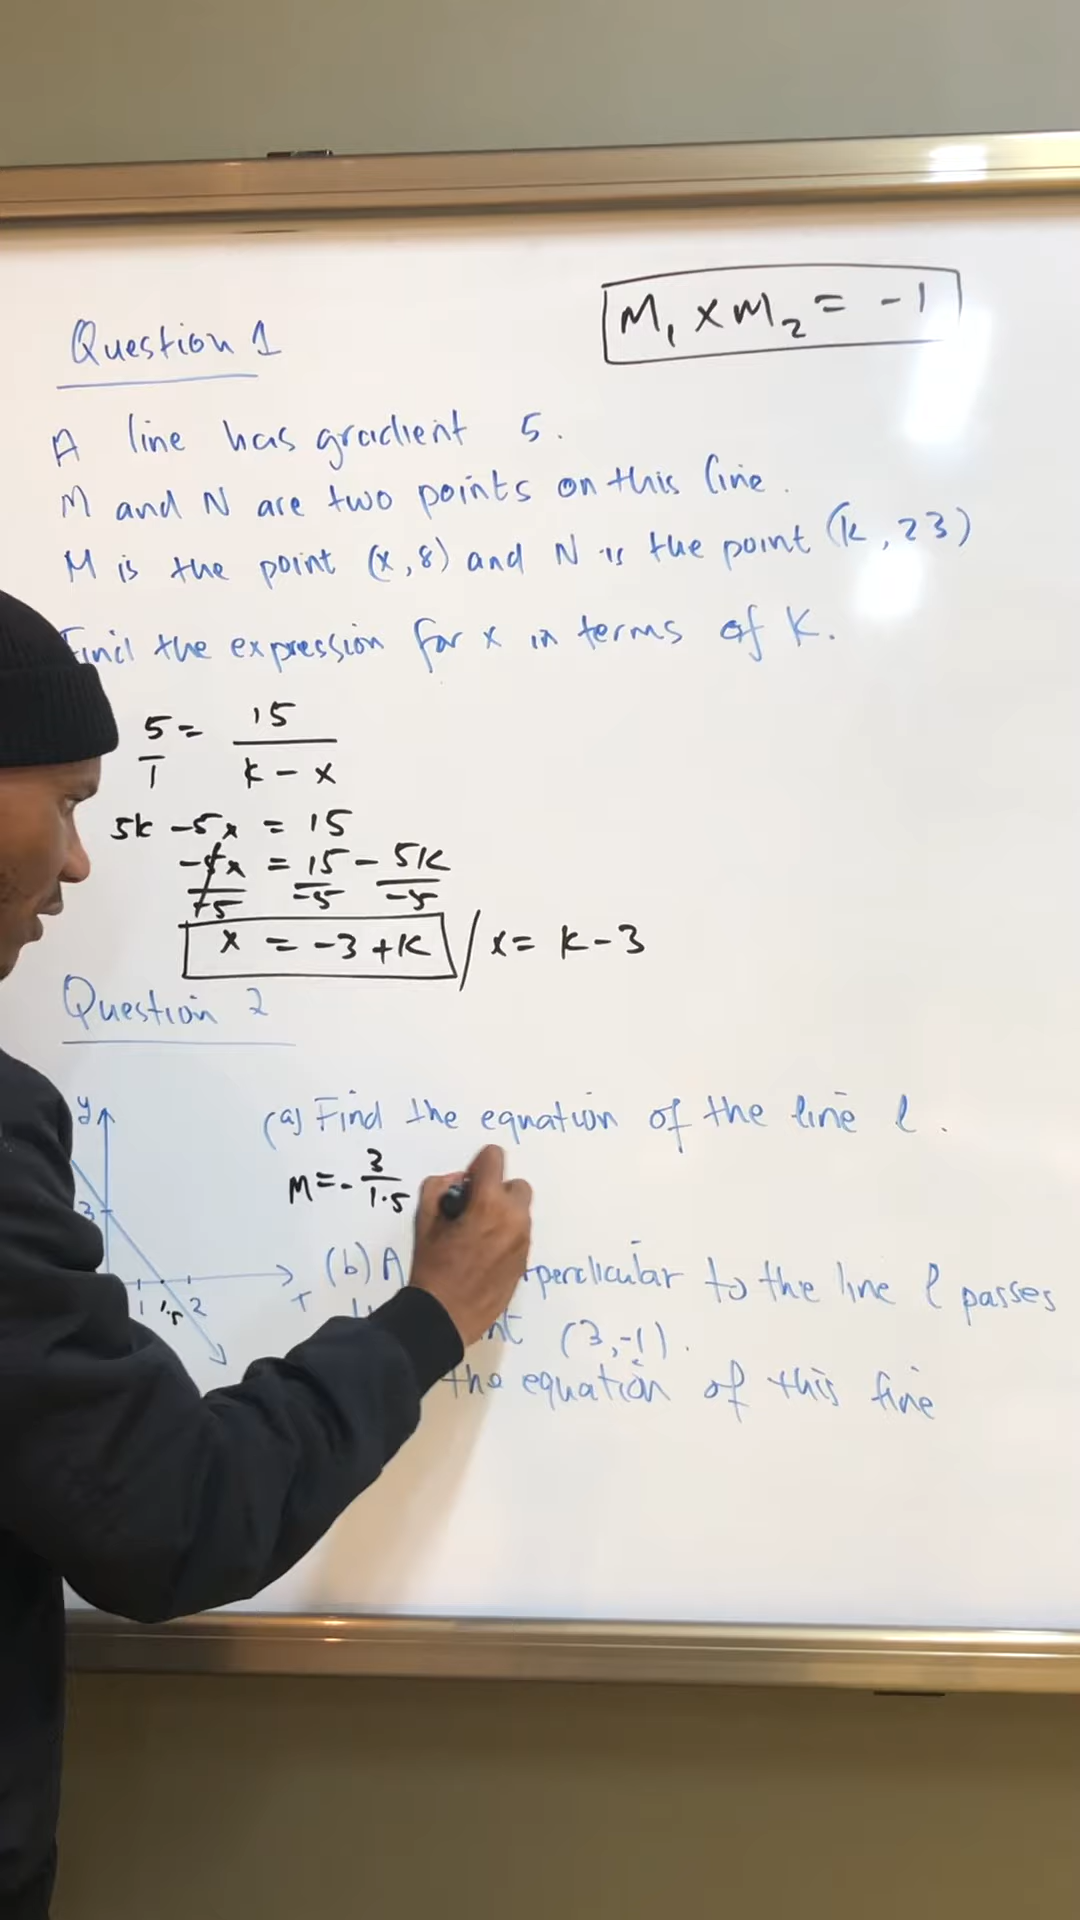 M₁ x M₂ = -1
Question 1
A line has gradient 5.
M and N are two points on this line.
M is the point (x, 8) and N is the point (k, 23)
Find the expression for x in terms of K.
5/1 = 15/(k - x)
5k - 5x = 15
-5x/-5 = 15/-5 - 5k/-5
x = -3 + k / x = k - 3
Question 2
(a) Find the equation of the line l.
M = - 3/1.5
(b) A perpendicular to the line l passes
(3, -1).
the equation of this line
y
3
1 1.5 2